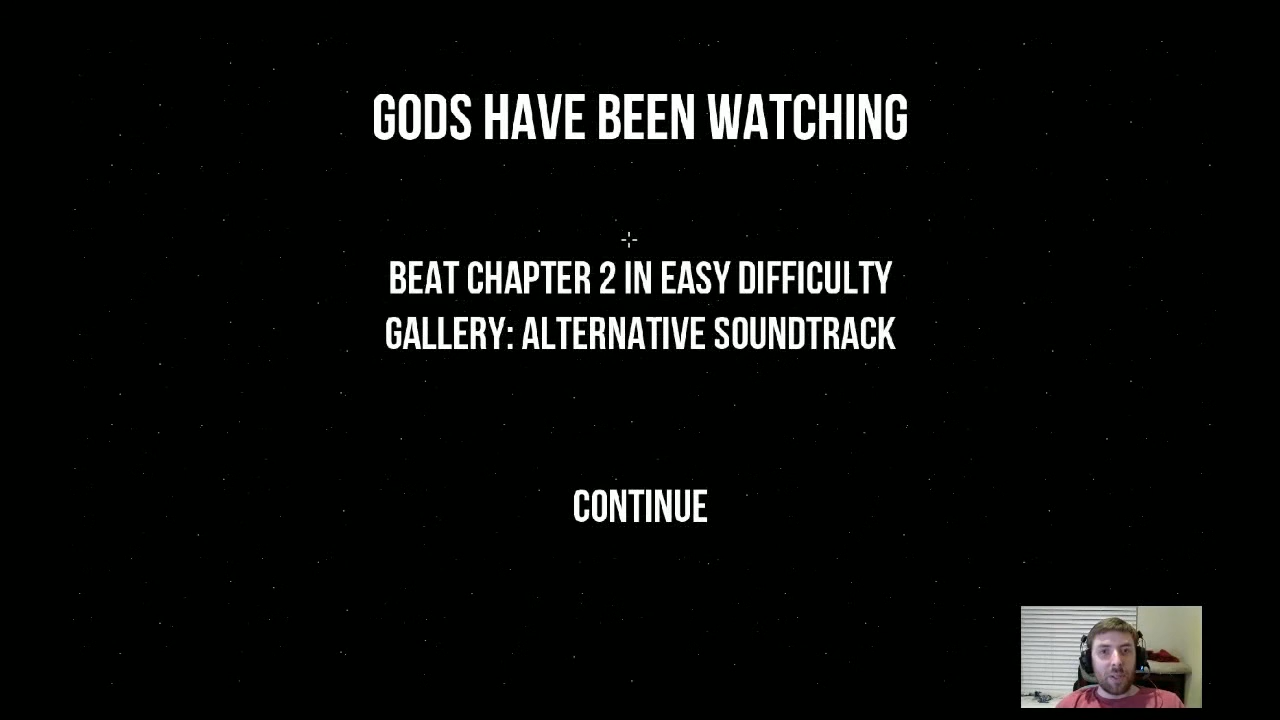 GODS HAVE BEEN WATCHING
BEAT CHAPTER 2 IN EASY DIFFICULTY
GALLERY: ALTERNATIVE SOUNDTRACK
CONTINUE